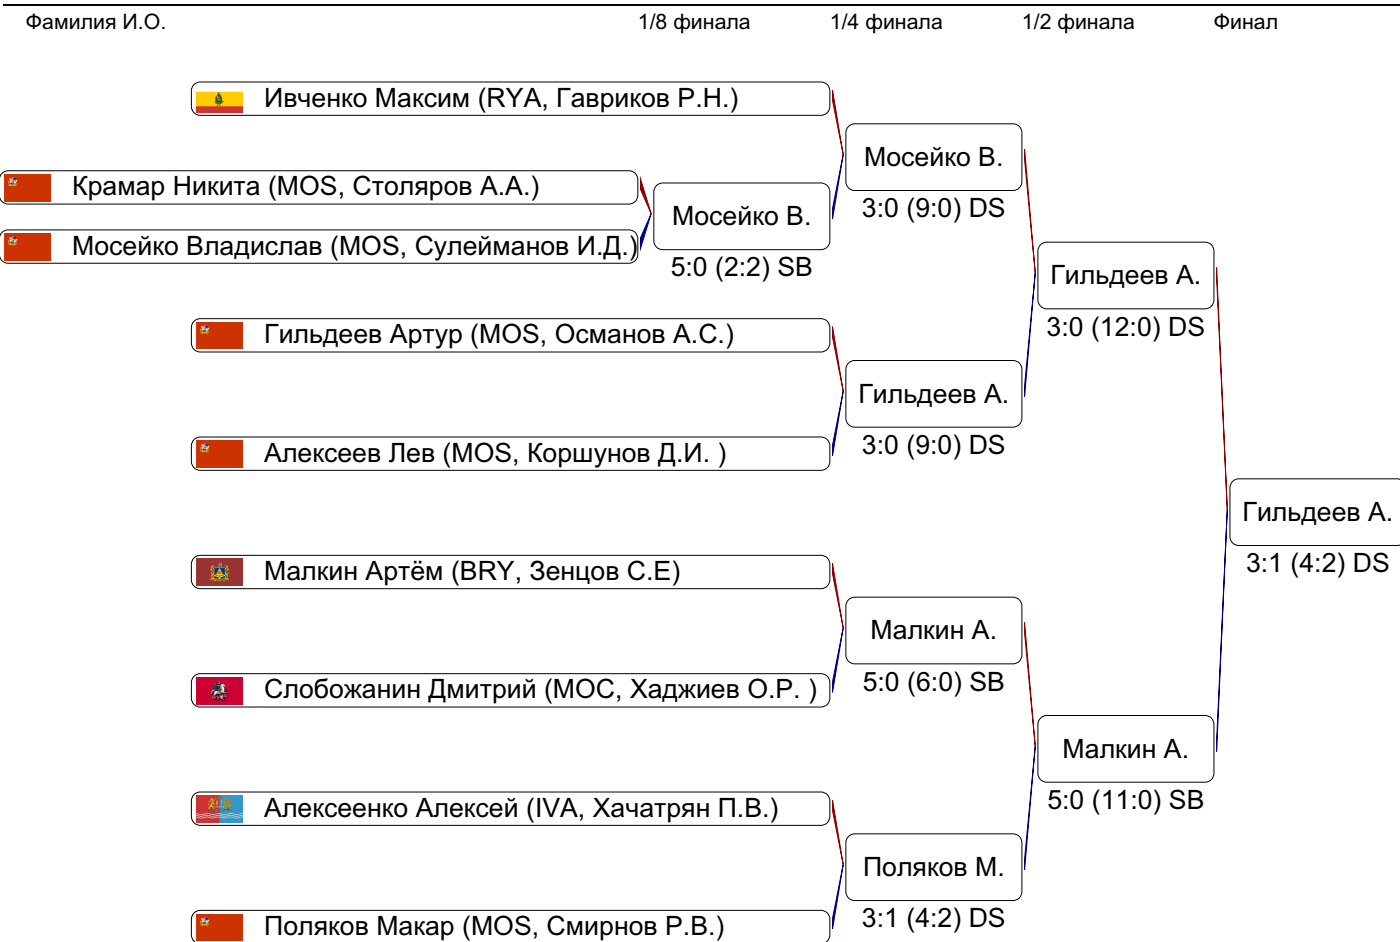 Фамилия И.О. 1/8 финала 1/4 финала 1/2 финала Финал
Ивченко Максим (RYA, Гавриков Р.Н.)
Мосейко В.
3:0 (9:0) DS
Крамар Никита (MOS, Столяров А.А.)
Мосейко В.
5:0 (2:2) SB
Мосейко Владислав (MOS, Сулейманов И.Д.)
Гильдеев А.
3:0 (12:0) DS
Гильдеев Артур (MOS, Османов А.С.)
Гильдеев А.
3:0 (9:0) DS
Алексеев Лев (MOS, Коршунов Д.И. )
Гильдеев А.
3:1 (4:2) DS
Малкин Артём (BRY, Зенцов С.Е)
Малкин А.
5:0 (6:0) SB
Слобожанин Дмитрий (МОС, Хаджиев О.Р. )
Малкин А.
5:0 (11:0) SB
Алексеенко Алексей (IVA, Хачатрян П.В.)
Поляков М.
3:1 (4:2) DS
Поляков Макар (MOS, Смирнов Р.В.)